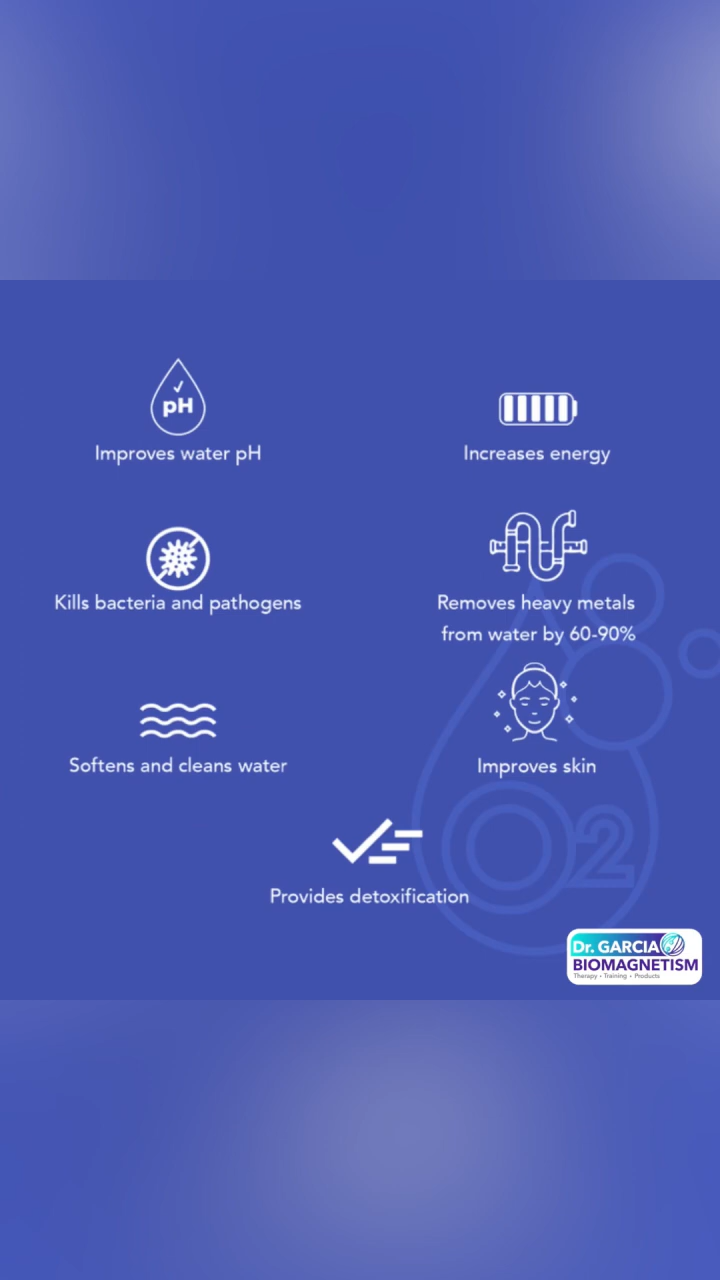 pH
Improves water pH
Increases energy
Kills bacteria and pathogens
Removes heavy metals
from water by 60-90%
Softens and cleans water
Improves skin
O2
Provides detoxification
Dr. GARCIA
BIOMAGNETISM
Therapy • Training • Products